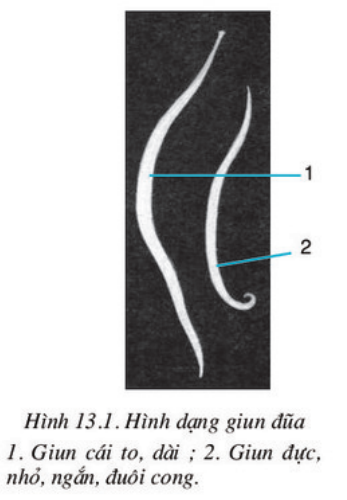 1
2
Hình 13.1. Hình dạng giun đũa
1. Giun cái to, dài ; 2. Giun đực,
nhỏ, ngắn, đuôi cong.